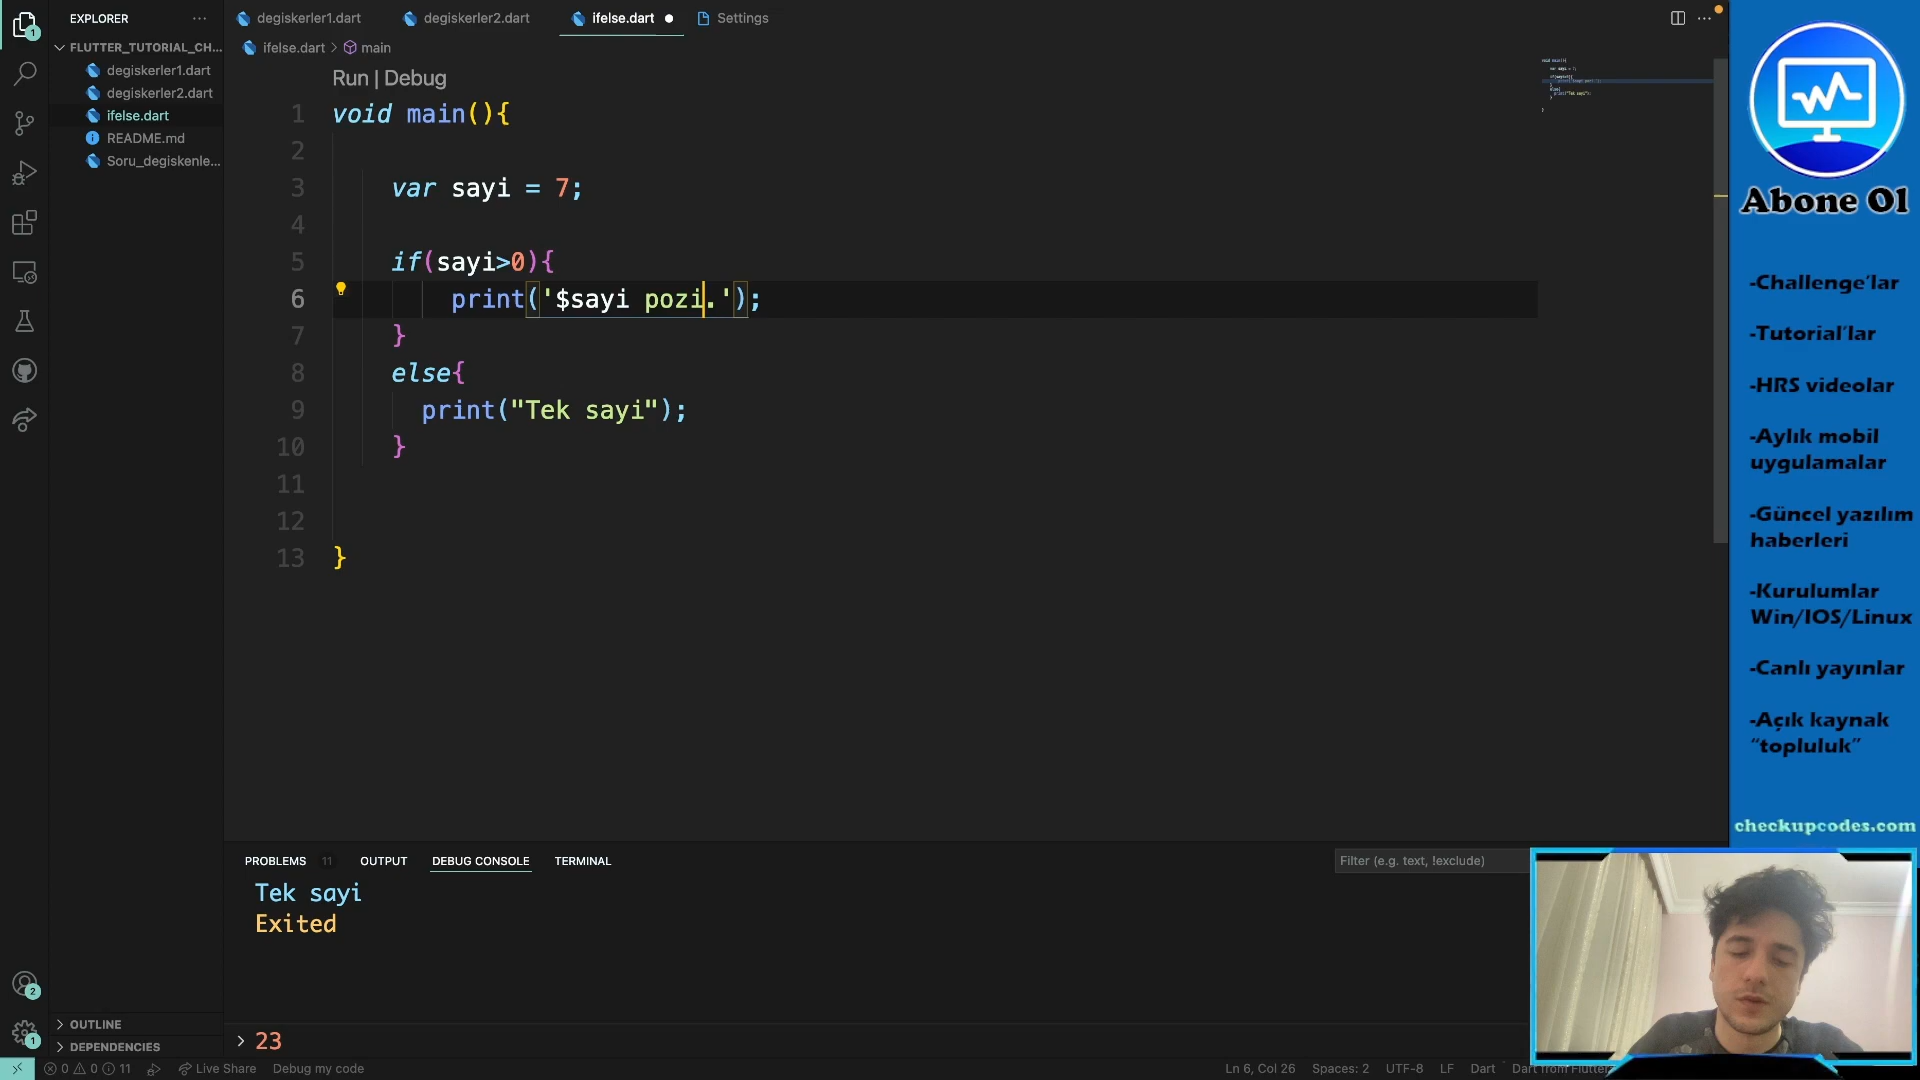 EXPLORER
FLUTTER_TUTORIAL_CH...
degiskerler1.dart
degiskerler2.dart
ifelse.dart
README.md
Soru_degiskenle...
OUTLINE
DEPENDENCIES
1
2
1
degiskerler1.dart
degiskerler2.dart
ifelse.dart
Settings
ifelse.dart > main
Run | Debug
1 void main(){
2
3 var sayi = 7;
4
5 if(sayi>0){
6 print('$sayi pozi.');
7 }
8 else{
9 print("Tek sayi");
10 }
11
12
13 }
PROBLEMS 11 OUTPUT DEBUG CONSOLE TERMINAL
Filter (e.g. text, !exclude)
Tek sayi
Exited
> 23
0 0 11 Live Share Debug my code
Ln 6, Col 26 Spaces: 2 UTF-8 LF Dart Dart from Flutter
Abone Ol
-Challenge'lar
-Tutorial'lar
-HRS videolar
-Aylık mobil
uygulamalar
-Güncel yazılım
haberleri
-Kurulumlar
Win/IOS/Linux
-Canlı yayınlar
-Açık kaynak
"topluluk"
checkupcodes.com